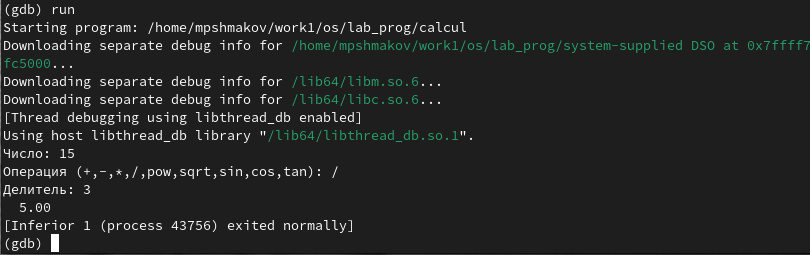 (gdb) run
Starting program: /home/mpshmakov/work1/os/lab_prog/calcul
Downloading separate debug info for /home/mpshmakov/work1/os/lab_prog/system-supplied DSO at 0x7ffff7
fc5000...
Downloading separate debug info for /lib64/libm.so.6...
Downloading separate debug info for /lib64/libc.so.6...
[Thread debugging using libthread_db enabled]
Using host libthread_db library "/lib64/libthread_db.so.1".
Число: 15
Операция (+,-,*,/,pow,sqrt,sin,cos,tan): /
Делитель: 3
  5.00
[Inferior 1 (process 43756) exited normally]
(gdb)